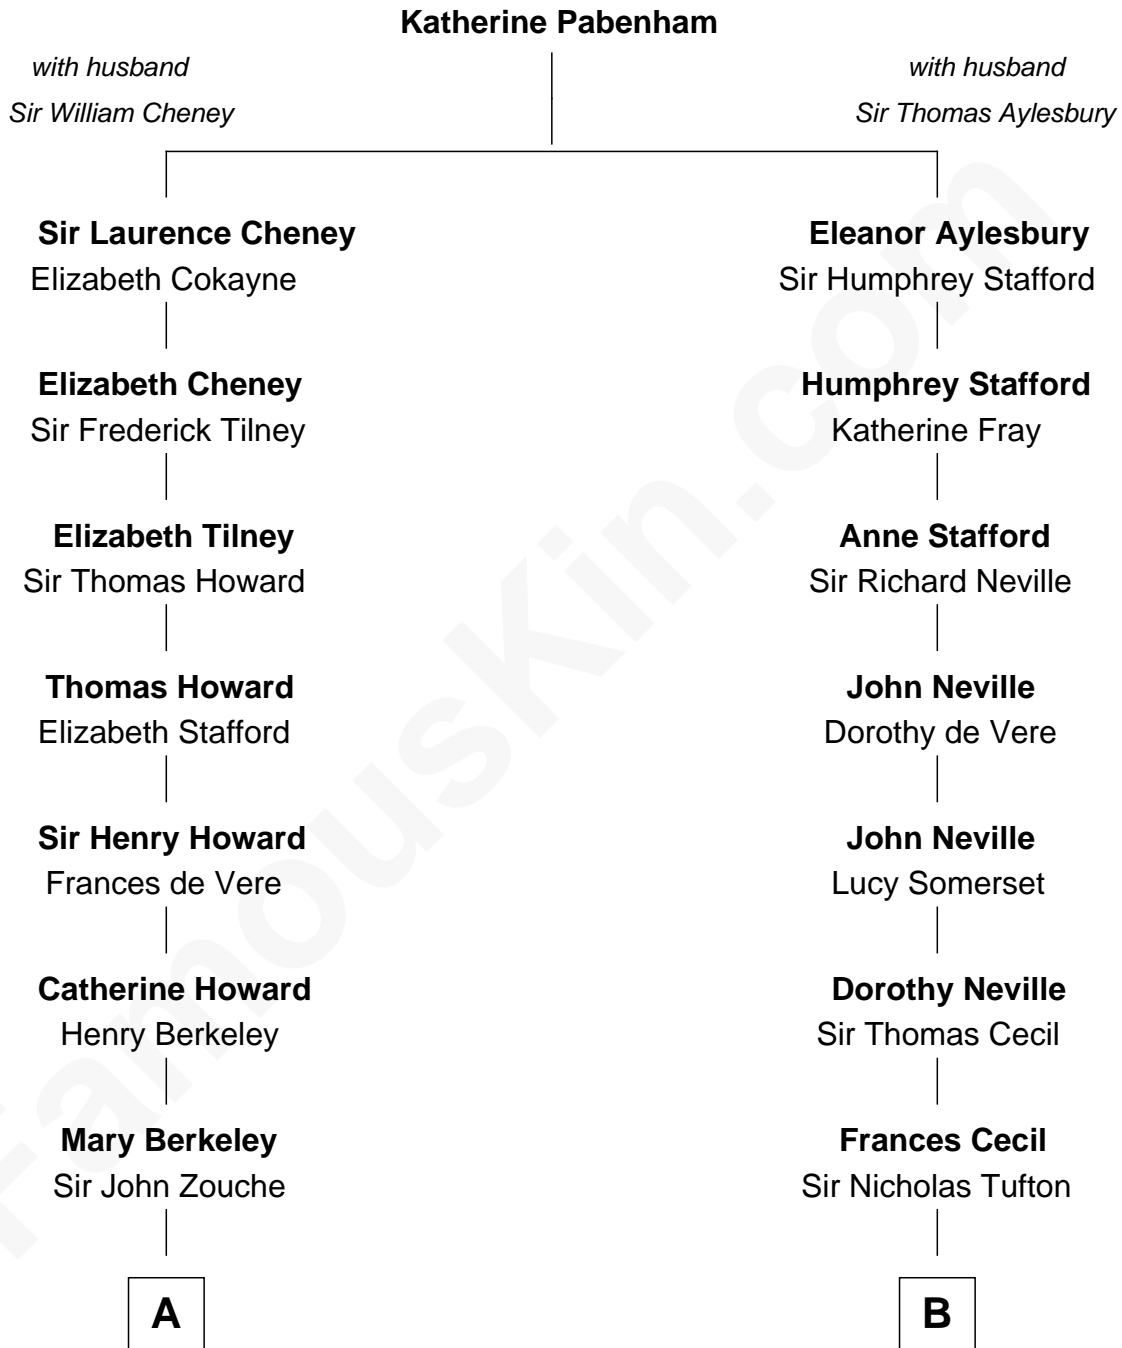 Katherine Pabenham
with husband
Sir William Cheney
with husband
Sir Thomas Aylesbury
Sir Laurence Cheney
Elizabeth Cokayne
Eleanor Aylesbury
Sir Humphrey Stafford
Elizabeth Cheney
Sir Frederick Tilney
Humphrey Stafford
Katherine Fray
Elizabeth Tilney
Sir Thomas Howard
Anne Stafford
Sir Richard Neville
Thomas Howard
Elizabeth Stafford
John Neville
Dorothy de Vere
Sir Henry Howard
Frances de Vere
John Neville
Lucy Somerset
Catherine Howard
Henry Berkeley
Dorothy Neville
Sir Thomas Cecil
Mary Berkeley
Sir John Zouche
Frances Cecil
Sir Nicholas Tufton
A
B
FamousKin.com